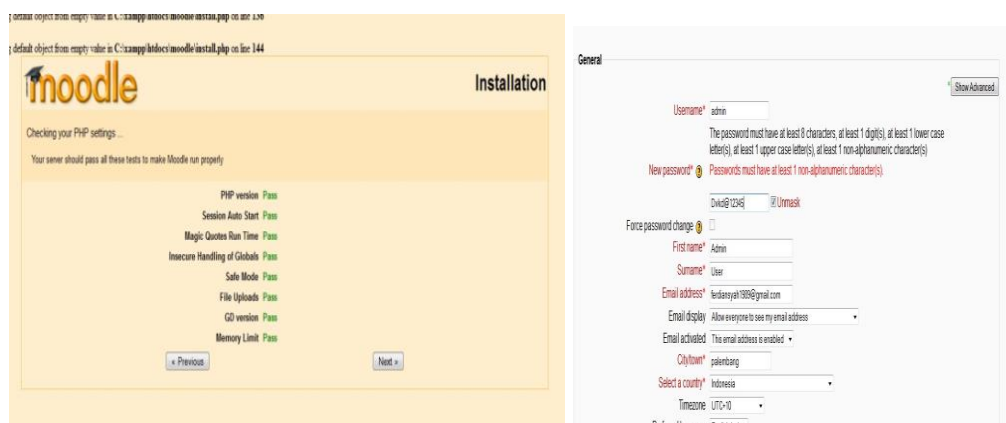 default object from empty value in C:\xampp\htdocs\moodle\install.php on line 136
default object from empty value in C:\xampp\htdocs\moodle\install.php on line 144
moodle
Installation
Checking your PHP settings ...
Your server should pass all these tests to make Moodle run properly
PHP version Pass
Session Auto Start Pass
Magic Quotes Run Time Pass
Insecure Handling of Globals Pass
Safe Mode Pass
File Uploads Pass
GD version Pass
Memory Limit Pass
« Previous
Next »
General
* Show Advanced
Username* admin
The password must have at least 8 characters, at least 1 digit(s), at least 1 lower case
letter(s), at least 1 upper case letter(s), at least 1 non-alphanumeric character(s)
New password* Passwords must have at least 1 non-alphanumeric character(s).
Unmask
Force password change
First name* Admin
Surname* User
Email address* ferdiansyah1989@gmail.com
Email display Allow everyone to see my email address
Email activated This email address is enabled
City/town* palembang
Select a country* Indonesia
Timezone UTC+10